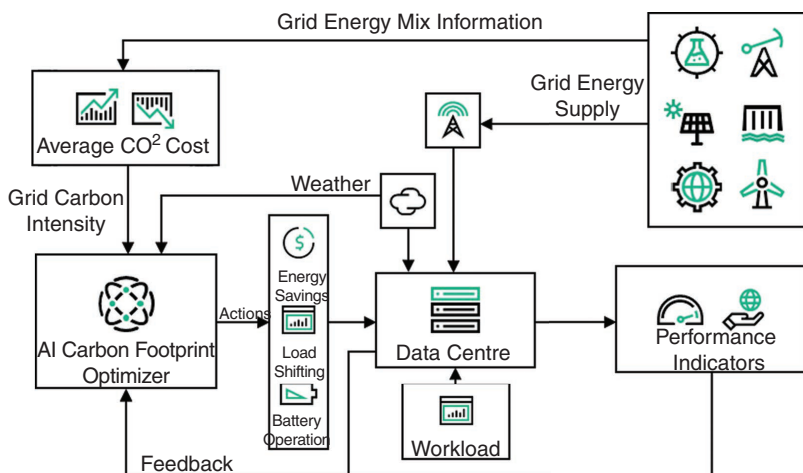 Grid Energy Mix Information
Grid Energy
Supply
Average CO² Cost
Grid Carbon
Intensity
Weather
$
Energy
Savings
Actions
Load
Shifting
Battery
Operation
AI Carbon Footprint
Optimizer
Data Centre
Performance
Indicators
Workload
Feedback